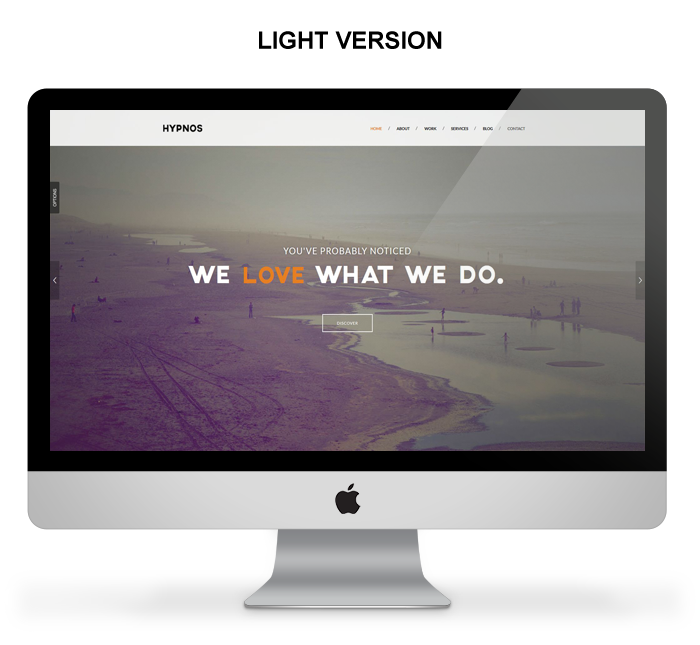 LIGHT VERSION
HYPNOS
HOME / ABOUT / WORK / SERVICES / BLOG / CONTACT
OPTIONS
YOU'VE PROBABLY NOTICED
WE LOVE WHAT WE DO.
DISCOVER